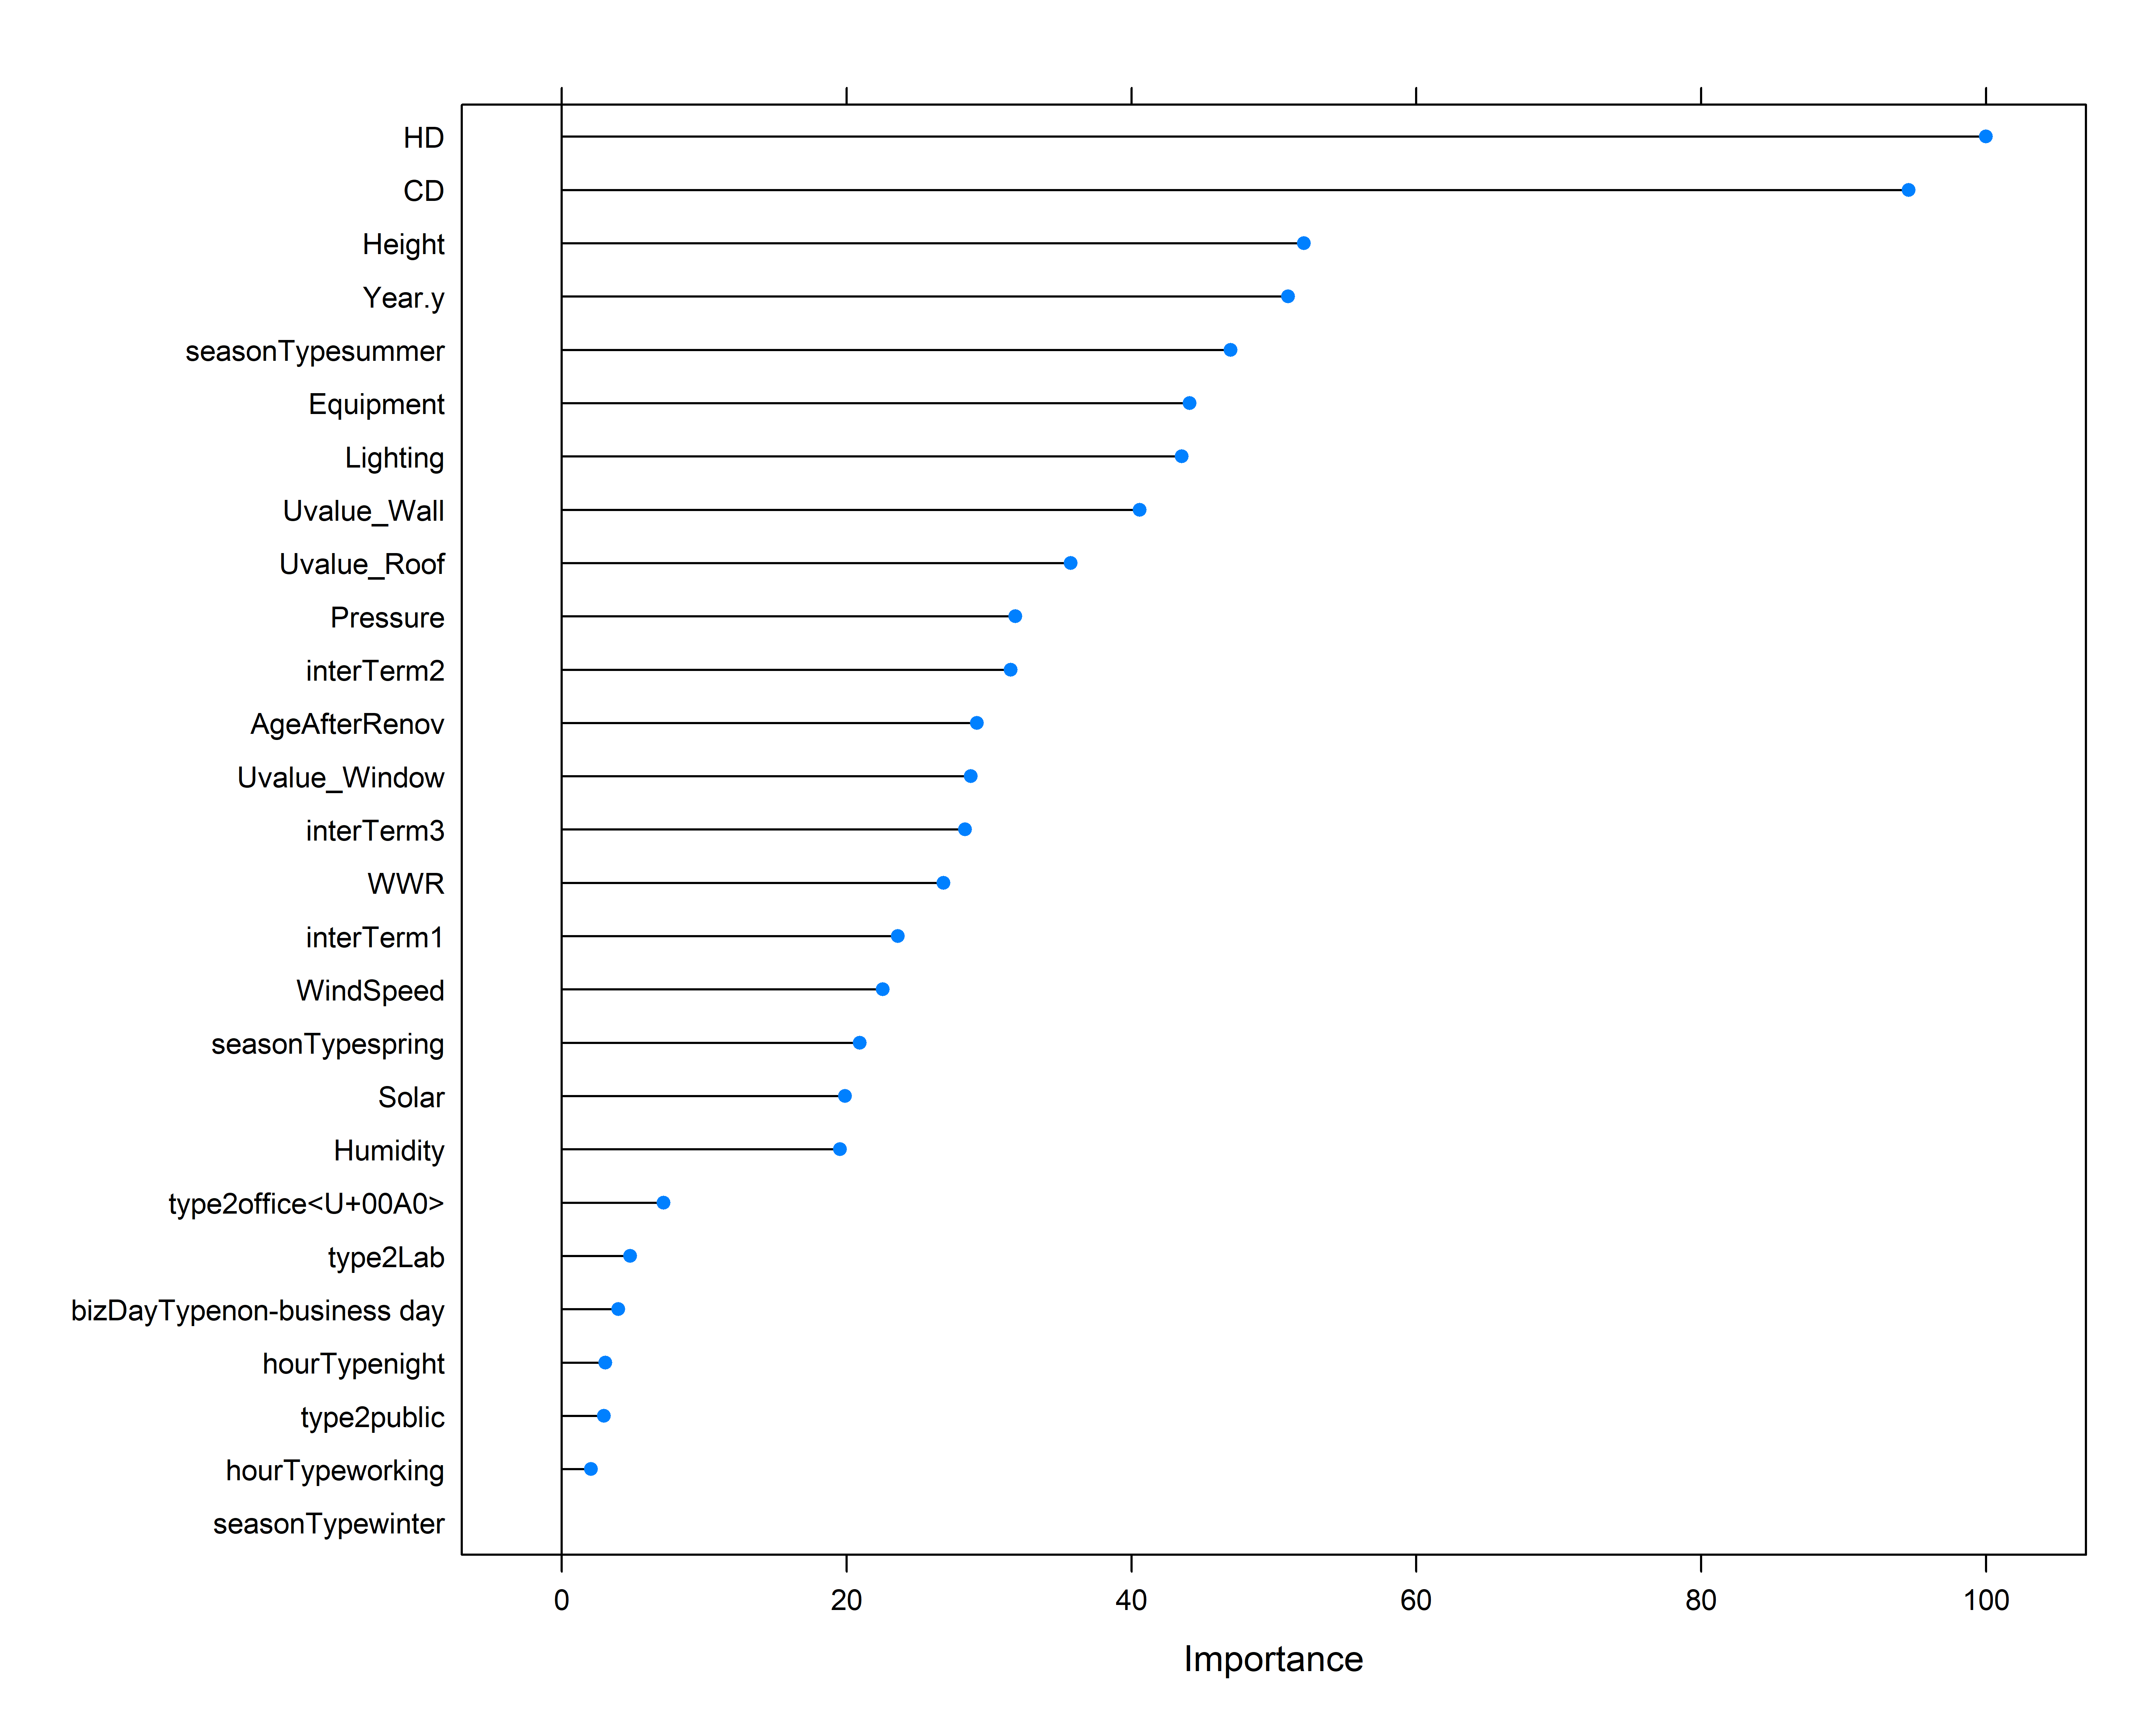 HD
CD
Height
Year.y
seasonTypesummer
Equipment
Lighting
Uvalue_Wall
Uvalue_Roof
Pressure
interTerm2
AgeAfterRenov
Uvalue_Window
interTerm3
WWR
interTerm1
WindSpeed
seasonTypespring
Solar
Humidity
type2office<U+00A0>
type2Lab
bizDayTypenon-business day
hourTypenight
type2public
hourTypeworking
seasonTypewinter
0 20 40 60 80 100
Importance